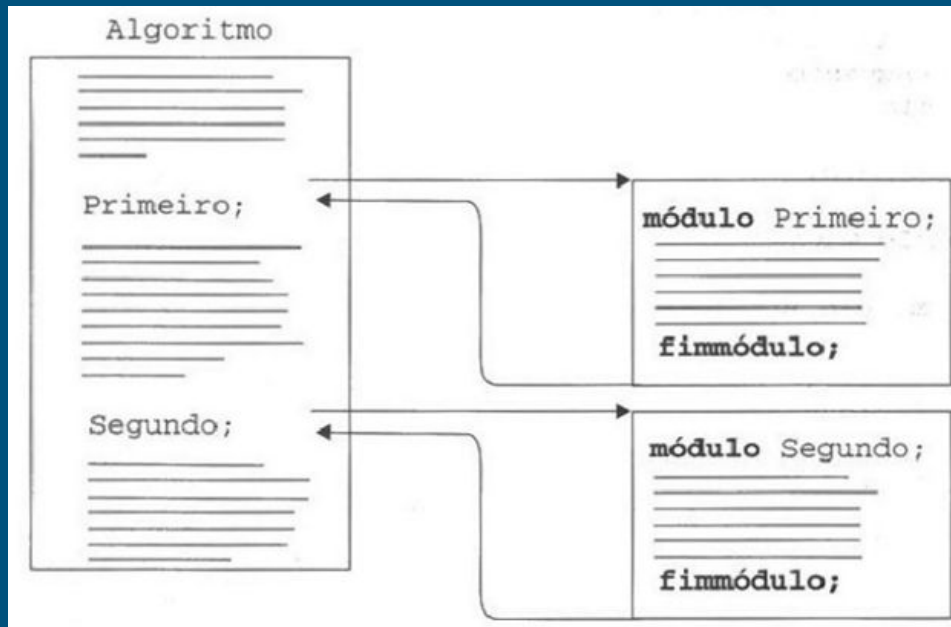 Algoritmo
Primeiro;
módulo Primeiro;
fimmódulo;
Segundo;
módulo Segundo;
fimmódulo;